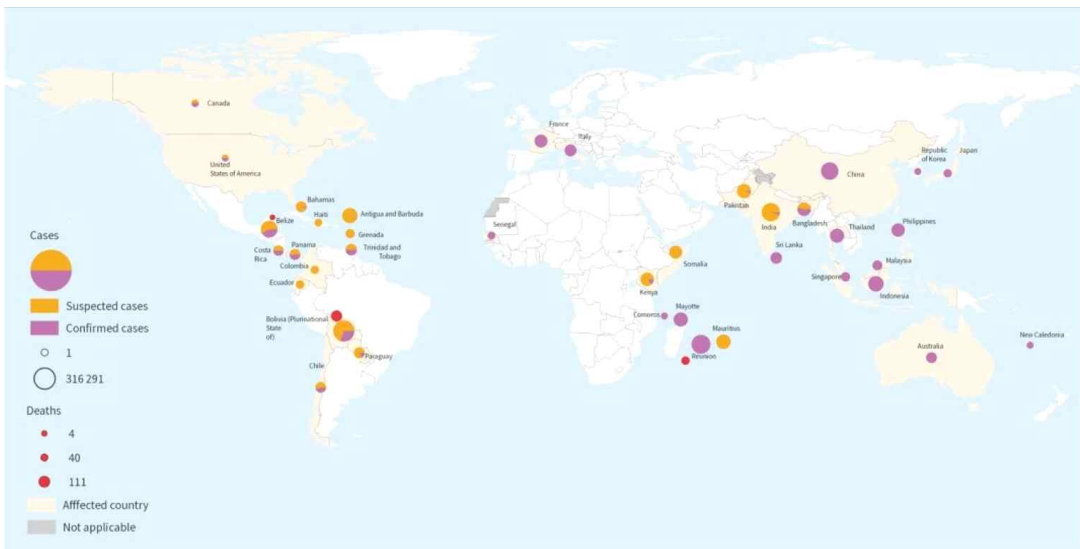 Canada
United
States of America
Bahamas
Haiti
Antigua and Barbuda
Belize
Grenada
Costa
Rica
Panama
Trinidad and
Tobago
Colombia
Ecuador
Bolivia (Plurinational
State
of)
Paraguay
Chile
France
Italy
Senegal
Somalia
Kenya
Comoros
Mayotte
Mauritius
Reunion
Pakistan
India
Bangladesh
Sri Lanka
China
Republic
of Korea
Japan
Thailand
Philippines
Malaysia
Singapore
Indonesia
Australia
New Caledonia
Cases
Suspected cases
Confirmed cases
1
316 291
Deaths
4
40
111
Afffected country
Not applicable